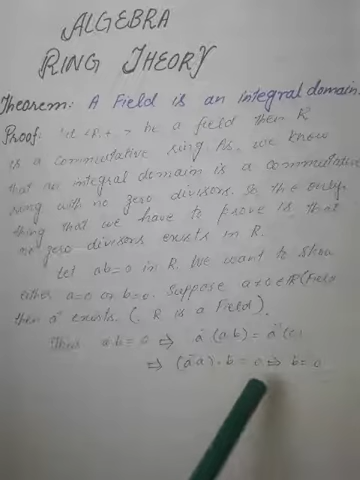 ALGEBRA
RING THEORY
Theorem: A Field is an integral domain.
Proof: <R, + > be a field then R
is a commutative ring As we know
that an integral domain is a commutative
ring with no zero divisors. So the only
thing that we have to prove is that
no zero divisors exists in R.
Let ab=0 in R. We want to show
either a=0 or b=0. Suppose a≠0∈R (Field
then a⁻¹ exists. (∵ R is a Field).
Then ab=0 ⇒ a⁻¹(ab) = a⁻¹(0)
⇒ (a⁻¹a).b = 0 ⇒ b=0